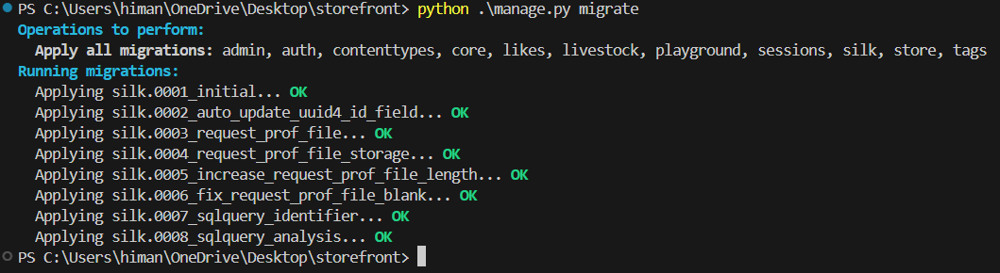 PS C:\Users\himan\OneDrive\Desktop\storefront> python .\manage.py migrate
Operations to perform:
  Apply all migrations: admin, auth, contenttypes, core, likes, livestock, playground, sessions, silk, store, tags
Running migrations:
  Applying silk.0001_initial... OK
  Applying silk.0002_auto_update_uuid4_id_field... OK
  Applying silk.0003_request_prof_file... OK
  Applying silk.0004_request_prof_file_storage... OK
  Applying silk.0005_increase_request_prof_file_length... OK
  Applying silk.0006_fix_request_prof_file_blank... OK
  Applying silk.0007_sqlquery_identifier... OK
  Applying silk.0008_sqlquery_analysis... OK
PS C:\Users\himan\OneDrive\Desktop\storefront>